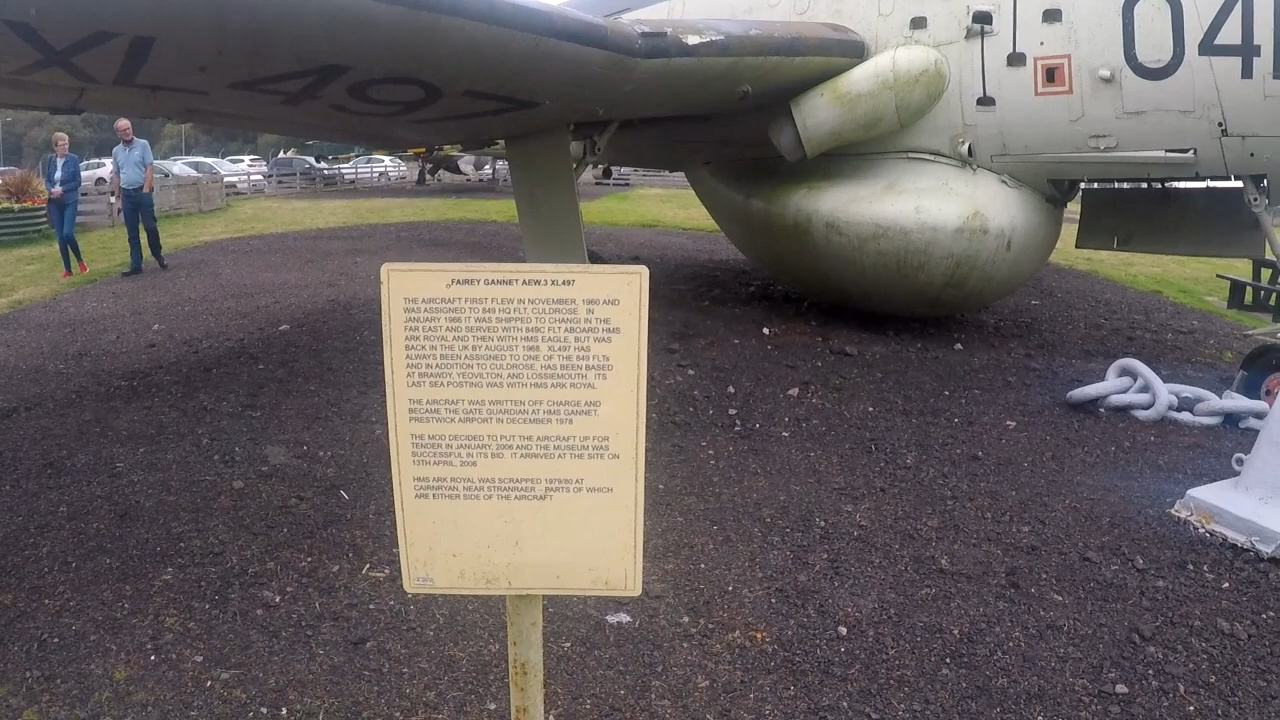 XL 497
04
FAIREY GANNET AEW.3 XL497
THE AIRCRAFT FIRST FLEW IN NOVEMBER, 1960 AND
WAS ASSIGNED TO 849 HQ FLT, CULDROSE. IN
JANUARY 1966 IT WAS SHIPPED TO CHANGI IN THE
FAR EAST AND SERVED WITH 849C FLT ABOARD HMS
ARK ROYAL AND THEN WITH HMS EAGLE, BUT WAS
BACK IN THE UK BY AUGUST 1968. XL497 HAS
ALWAYS BEEN ASSIGNED TO ONE OF THE 849 FLTs
AND IN ADDITION TO CULDROSE, HAS BEEN BASED
AT BRAWDY, YEOVILTON, AND LOSSIEMOUTH. ITS
LAST SEA POSTING WAS WITH HMS ARK ROYAL
THE AIRCRAFT WAS WRITTEN OFF CHARGE AND
BECAME THE GATE GUARDIAN AT HMS GANNET,
PRESTWICK AIRPORT IN DECEMBER 1978
THE MOD DECIDED TO PUT THE AIRCRAFT UP FOR
TENDER IN JANUARY, 2006 AND THE MUSEUM WAS
SUCCESSFUL IN ITS BID. IT ARRIVED AT THE SITE ON
13TH APRIL, 2006
HMS ARK ROYAL WAS SCRAPPED 1979/80 AT
CAIRNRYAN, NEAR STRANRAER – PARTS OF WHICH
ARE EITHER SIDE OF THE AIRCRAFT